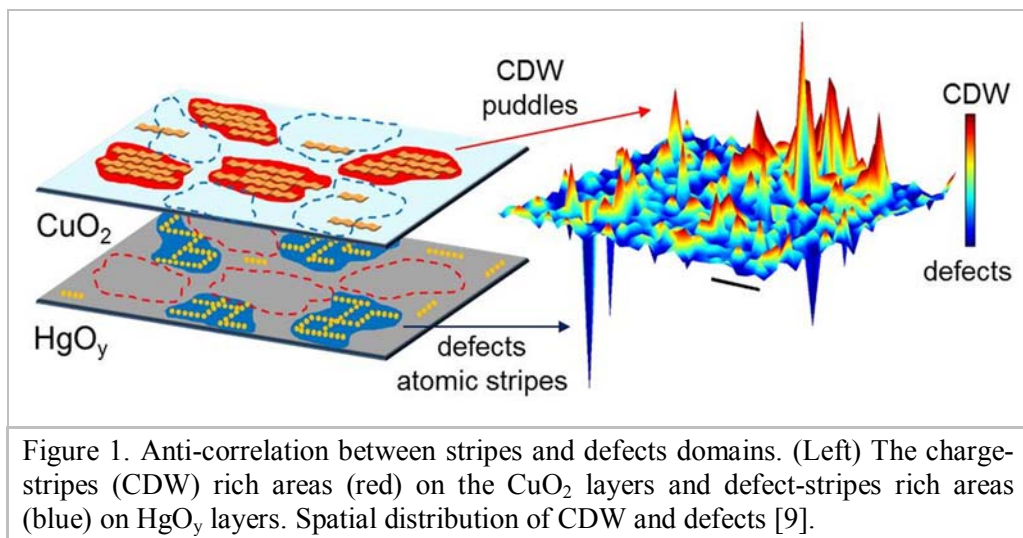 CDW
puddles
CDW
CuO₂
HgOᵧ
defects
defects
atomic stripes
Figure 1. Anti-correlation between stripes and defects domains. (Left) The charge-
stripes (CDW) rich areas (red) on the CuO₂ layers and defect-stripes rich areas
(blue) on HgOᵧ layers. Spatial distribution of CDW and defects [9].